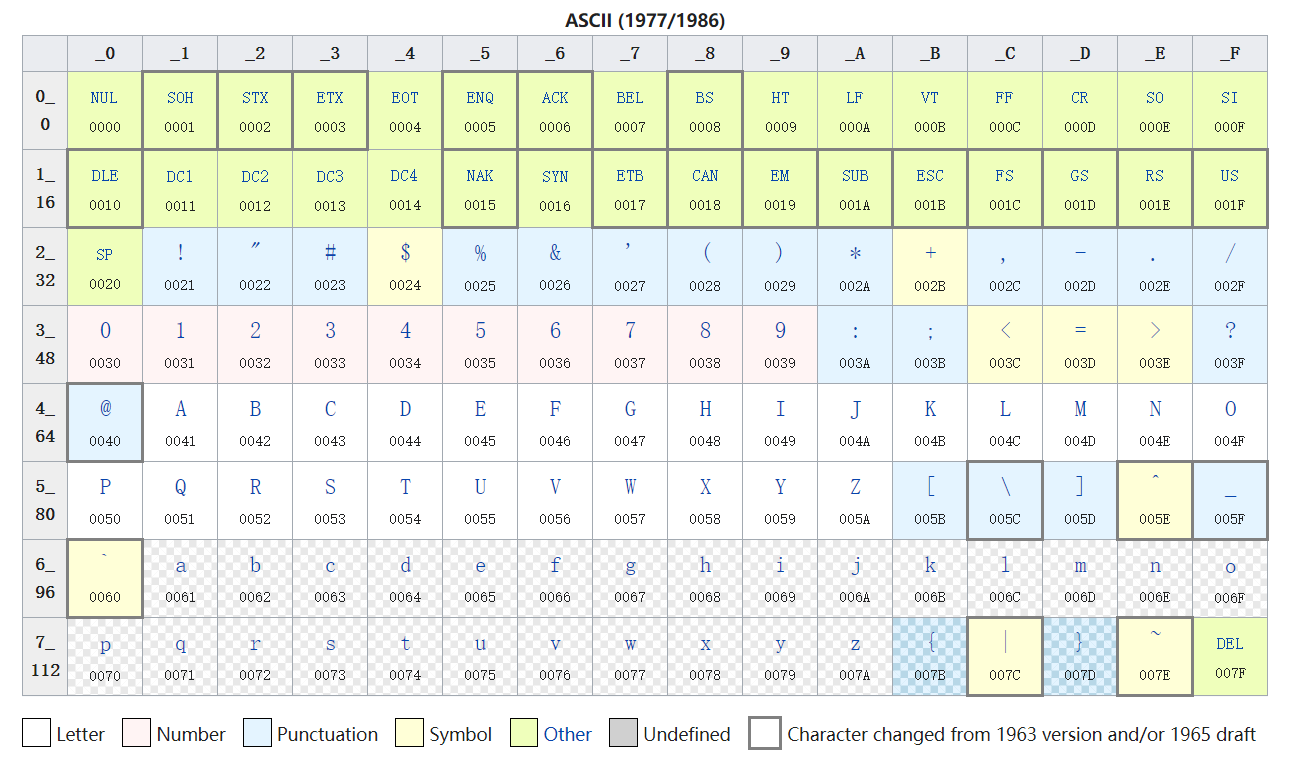 ASCII (1977/1986)
_0 _1 _2 _3 _4 _5 _6 _7 _8 _9 _A _B _C _D _E _F
0_ NUL SOH STX ETX EOT ENQ ACK BEL BS HT LF VT FF CR SO SI
0 0000 0001 0002 0003 0004 0005 0006 0007 0008 0009 000A 000B 000C 000D 000E 000F
1_ DLE DC1 DC2 DC3 DC4 NAK SYN ETB CAN EM SUB ESC FS GS RS US
16 0010 0011 0012 0013 0014 0015 0016 0017 0018 0019 001A 001B 001C 001D 001E 001F
2_ SP ! " # $ % & ' ( ) * + , - . /
32 0020 0021 0022 0023 0024 0025 0026 0027 0028 0029 002A 002B 002C 002D 002E 002F
3_ 0 1 2 3 4 5 6 7 8 9 : ; < = > ?
48 0030 0031 0032 0033 0034 0035 0036 0037 0038 0039 003A 003B 003C 003D 003E 003F
4_ @ A B C D E F G H I J K L M N O
64 0040 0041 0042 0043 0044 0045 0046 0047 0048 0049 004A 004B 004C 004D 004E 004F
5_ P Q R S T U V W X Y Z [ \ ] ^ _
80 0050 0051 0052 0053 0054 0055 0056 0057 0058 0059 005A 005B 005C 005D 005E 005F
6_ ` a b c d e f g h i j k l m n o
96 0060 0061 0062 0063 0064 0065 0066 0067 0068 0069 006A 006B 006C 006D 006E 006F
7_ p q r s t u v w x y z { | } ~ DEL
112 0070 0071 0072 0073 0074 0075 0076 0077 0078 0079 007A 007B 007C 007D 007E 007F
Letter Number Punctuation Symbol Other Undefined Character changed from 1963 version and/or 1965 draft